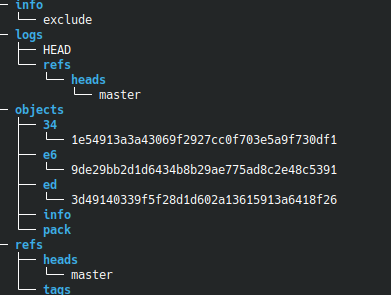 info
exclude
logs
HEAD
refs
heads
master
objects
34
1e54913a3a43069f2927cc0f703e5a9f730df1
e6
9de29bb2d1d6434b8b29ae775ad8c2e48c5391
ed
3d49140339f5f28d1d602a13615913a6418f26
info
pack
refs
heads
master
tags